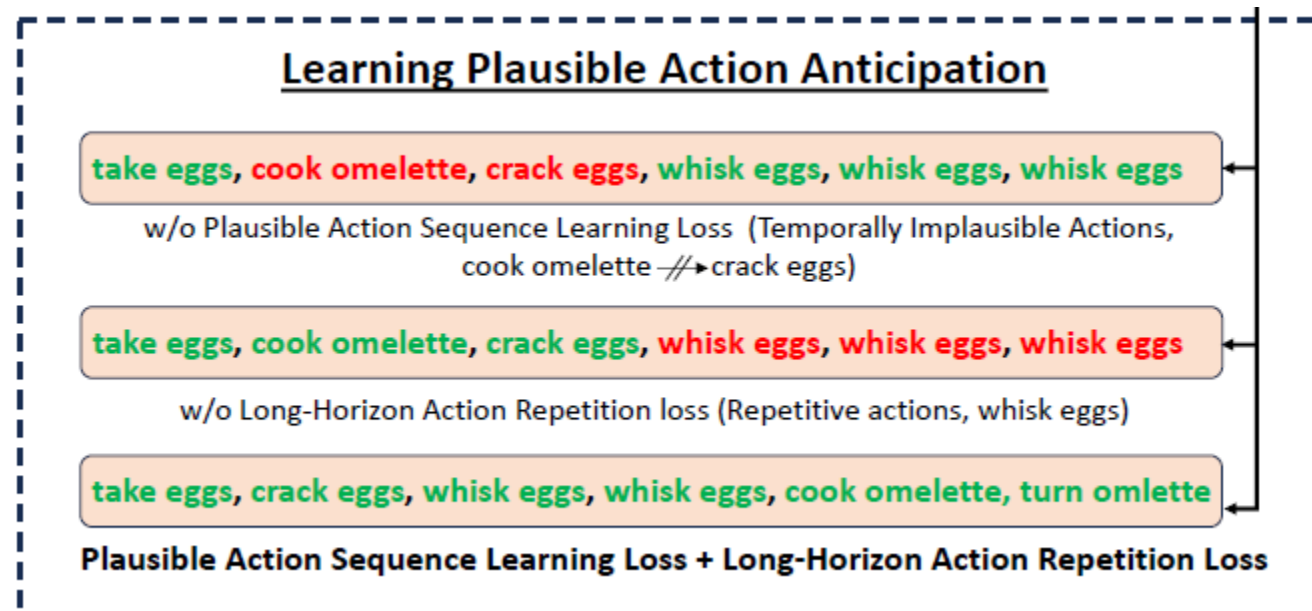 Learning Plausible Action Anticipation
take eggs, cook omelette, crack eggs, whisk eggs, whisk eggs, whisk eggs
w/o Plausible Action Sequence Learning Loss (Temporally Implausible Actions,
cook omelette -//-> crack eggs)
take eggs, cook omelette, crack eggs, whisk eggs, whisk eggs, whisk eggs
w/o Long-Horizon Action Repetition loss (Repetitive actions, whisk eggs)
take eggs, crack eggs, whisk eggs, whisk eggs, cook omelette, turn omlette
Plausible Action Sequence Learning Loss + Long-Horizon Action Repetition Loss